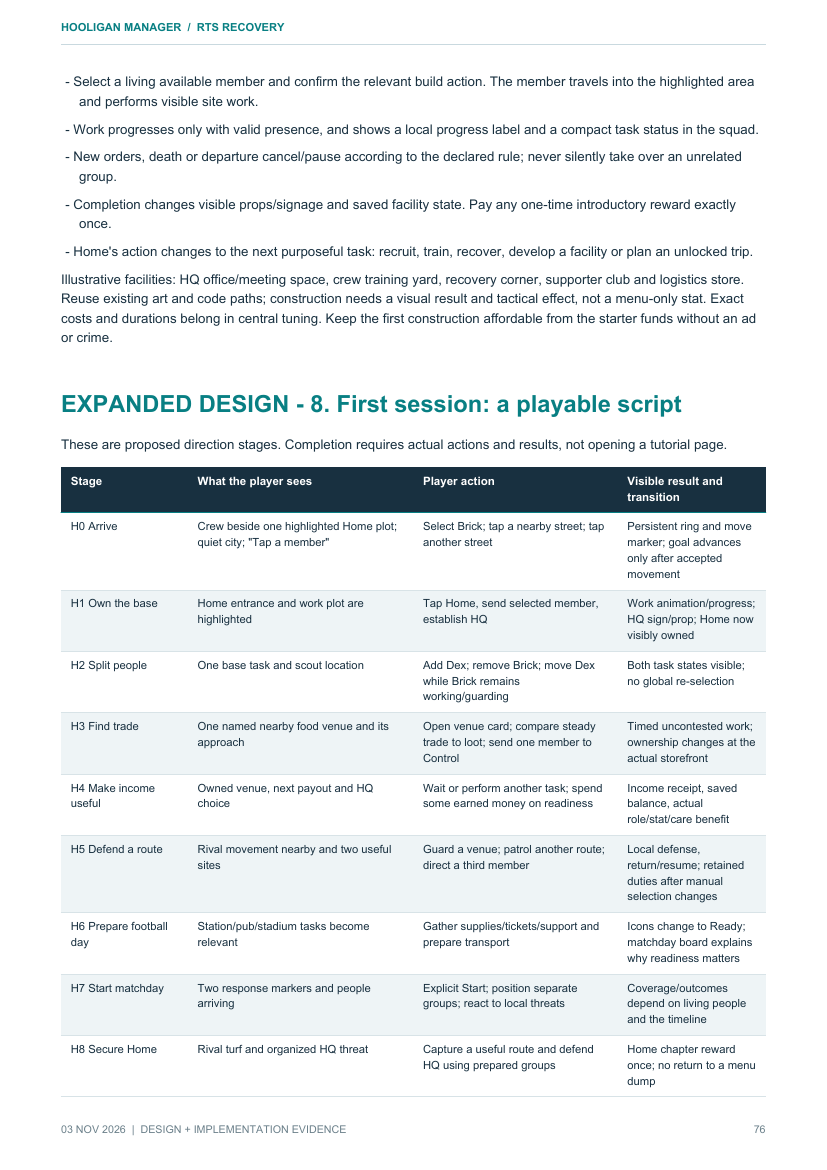 HOOLIGAN MANAGER / RTS RECOVERY
- Select a living available member and confirm the relevant build action. The member travels into the highlighted area
and performs visible site work.
- Work progresses only with valid presence, and shows a local progress label and a compact task status in the squad.
- New orders, death or departure cancel/pause according to the declared rule; never silently take over an unrelated
group.
- Completion changes visible props/signage and saved facility state. Pay any one-time introductory reward exactly
once.
- Home's action changes to the next purposeful task: recruit, train, recover, develop a facility or plan an unlocked trip.
Illustrative facilities: HQ office/meeting space, crew training yard, recovery corner, supporter club and logistics store.
Reuse existing art and code paths; construction needs a visual result and tactical effect, not a menu-only stat. Exact
costs and durations belong in central tuning. Keep the first construction affordable from the starter funds without an ad
or crime.
EXPANDED DESIGN - 8. First session: a playable script
These are proposed direction stages. Completion requires actual actions and results, not opening a tutorial page.
Stage
What the player sees
Player action
Visible result and
transition
H0 Arrive
Crew beside one highlighted Home plot;
quiet city; "Tap a member"
Select Brick; tap a nearby street; tap
another street
Persistent ring and move
marker; goal advances
only after accepted
movement
H1 Own the base
Home entrance and work plot are
highlighted
Tap Home, send selected member,
establish HQ
Work animation/progress;
HQ sign/prop; Home now
visibly owned
H2 Split people
One base task and scout location
Add Dex; remove Brick; move Dex
while Brick remains
working/guarding
Both task states visible;
no global re-selection
H3 Find trade
One named nearby food venue and its
approach
Open venue card; compare steady
trade to loot; send one member to
Control
Timed uncontested work;
ownership changes at the
actual storefront
H4 Make income
useful
Owned venue, next payout and HQ
choice
Wait or perform another task; spend
some earned money on readiness
Income receipt, saved
balance, actual
role/stat/care benefit
H5 Defend a route
Rival movement nearby and two useful
sites
Guard a venue; patrol another route;
direct a third member
Local defense,
return/resume; retained
duties after manual
selection changes
H6 Prepare football
day
Station/pub/stadium tasks become
relevant
Gather supplies/tickets/support and
prepare transport
Icons change to Ready;
matchday board explains
why readiness matters
H7 Start matchday
Two response markers and people
arriving
Explicit Start; position separate
groups; react to local threats
Coverage/outcomes
depend on living people
and the timeline
H8 Secure Home
Rival turf and organized HQ threat
Capture a useful route and defend
HQ using prepared groups
Home chapter reward
once; no return to a menu
dump
03 NOV 2026 | DESIGN + IMPLEMENTATION EVIDENCE
76